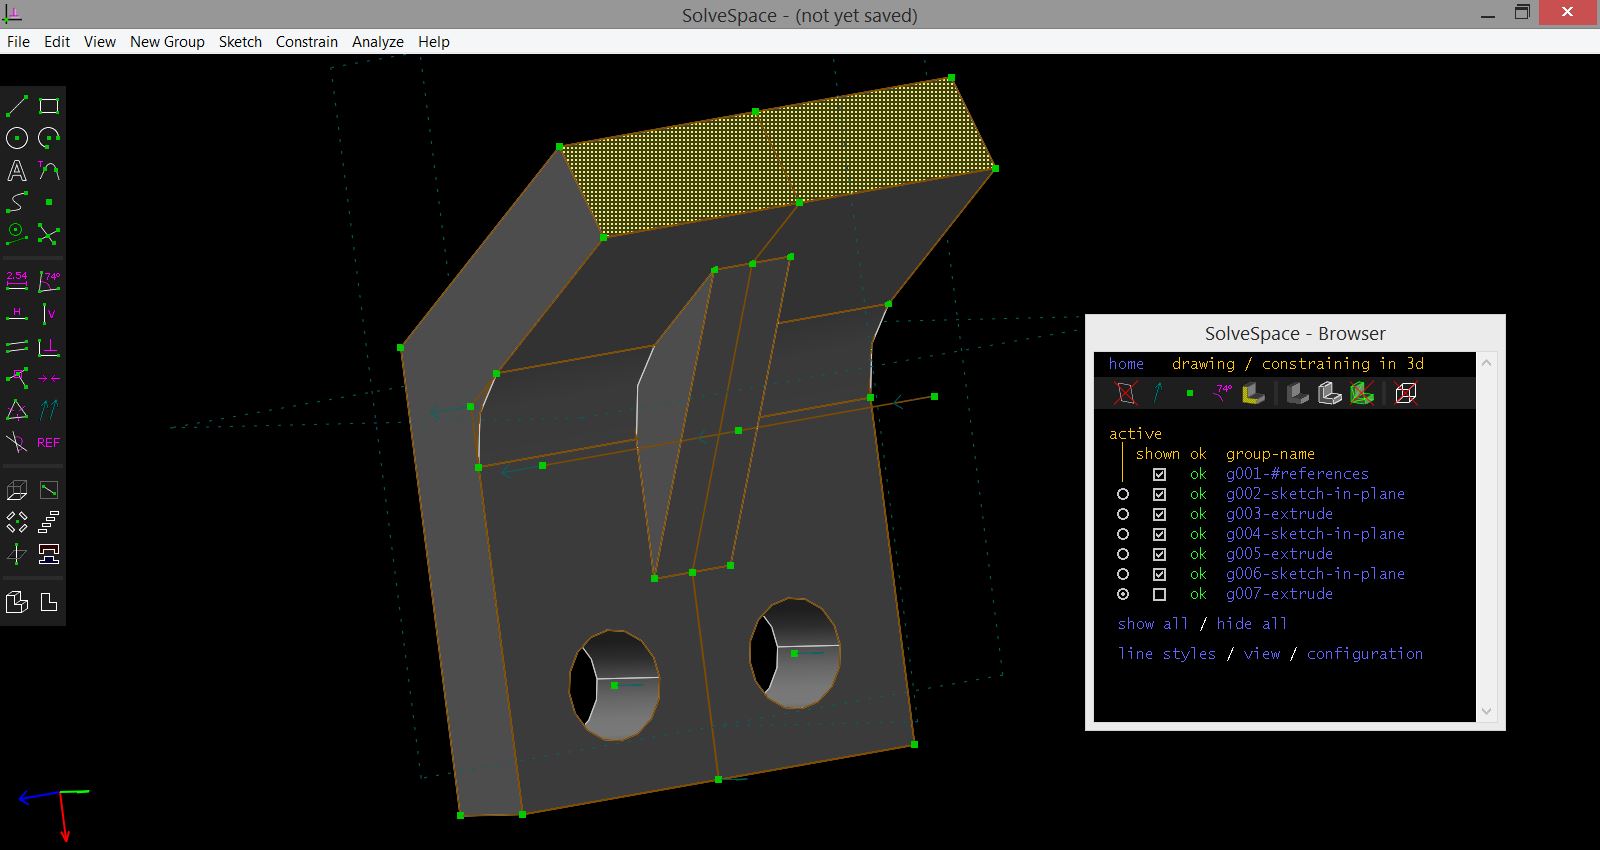 SolveSpace - (not yet saved)
File Edit View New Group Sketch Constrain Analyze Help
A T
2.54 74°
H V
REF
SolveSpace - Browser
home drawing / constraining in 3d
74°
active
shown ok group-name
ok g001-#references
ok g002-sketch-in-plane
ok g003-extrude
ok g004-sketch-in-plane
ok g005-extrude
ok g006-sketch-in-plane
ok g007-extrude
show all / hide all
line styles / view / configuration